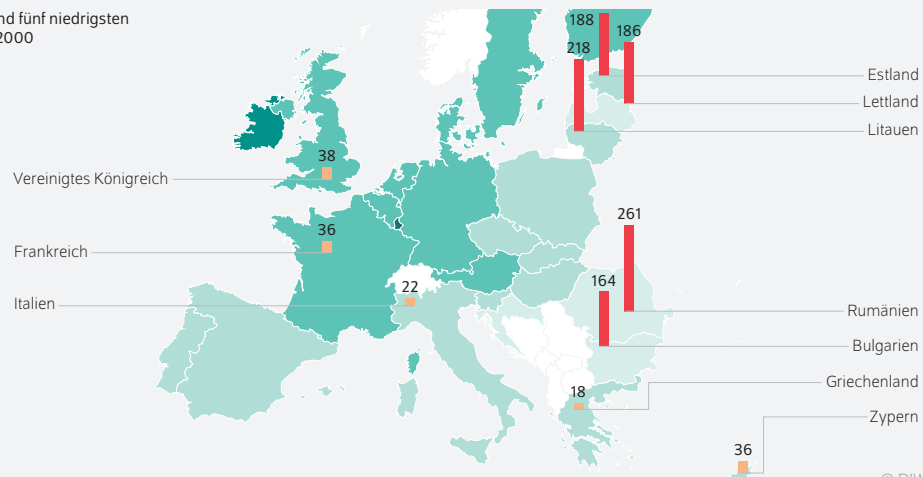 fünf niedrigsten
2000
188
186
218
Estland
Lettland
Litauen
38
Vereinigtes Königreich
36
Frankreich
22
Italien
261
164
Rumänien
Bulgarien
Griechenland
18
Zypern
36